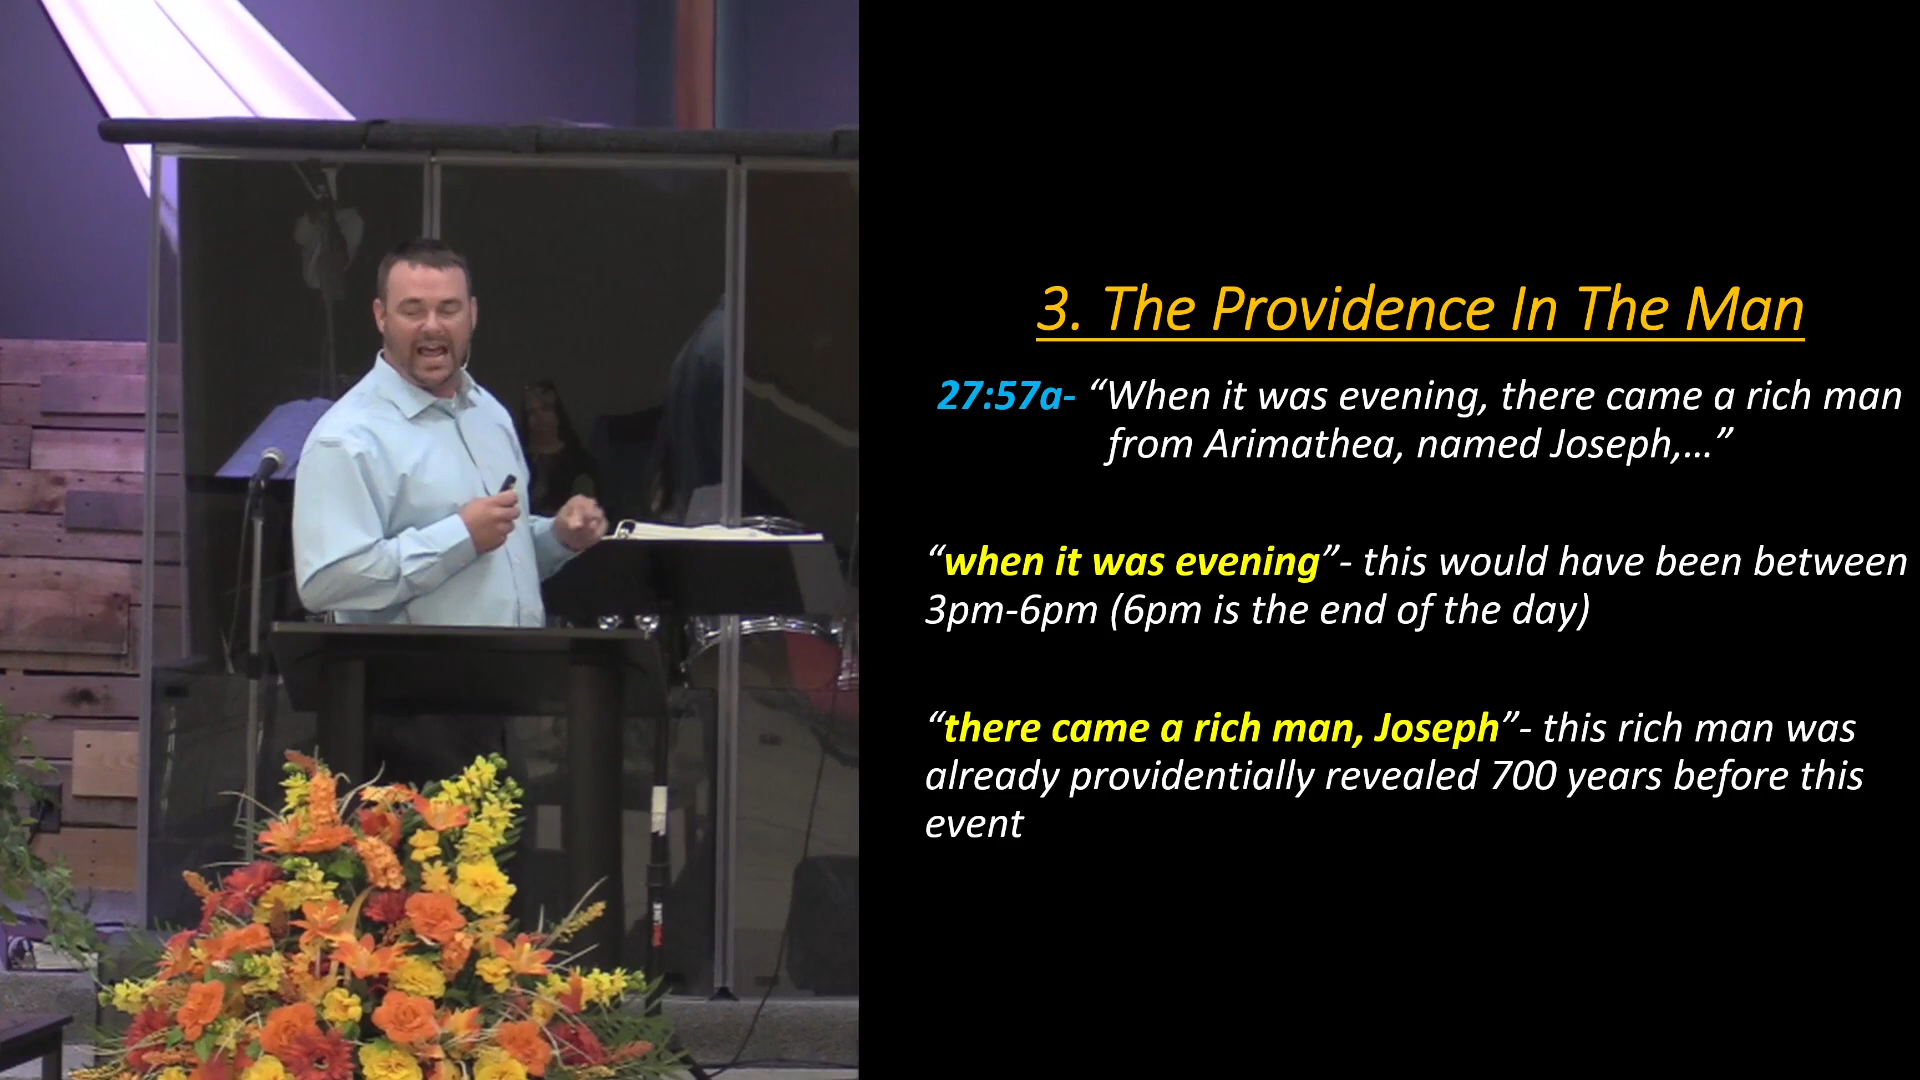 3. The Providence In The Man
27:57a- “When it was evening, there came a rich man
from Arimathea, named Joseph,…”
“when it was evening”- this would have been between
3pm-6pm (6pm is the end of the day)
“there came a rich man, Joseph”- this rich man was
already providentially revealed 700 years before this
event